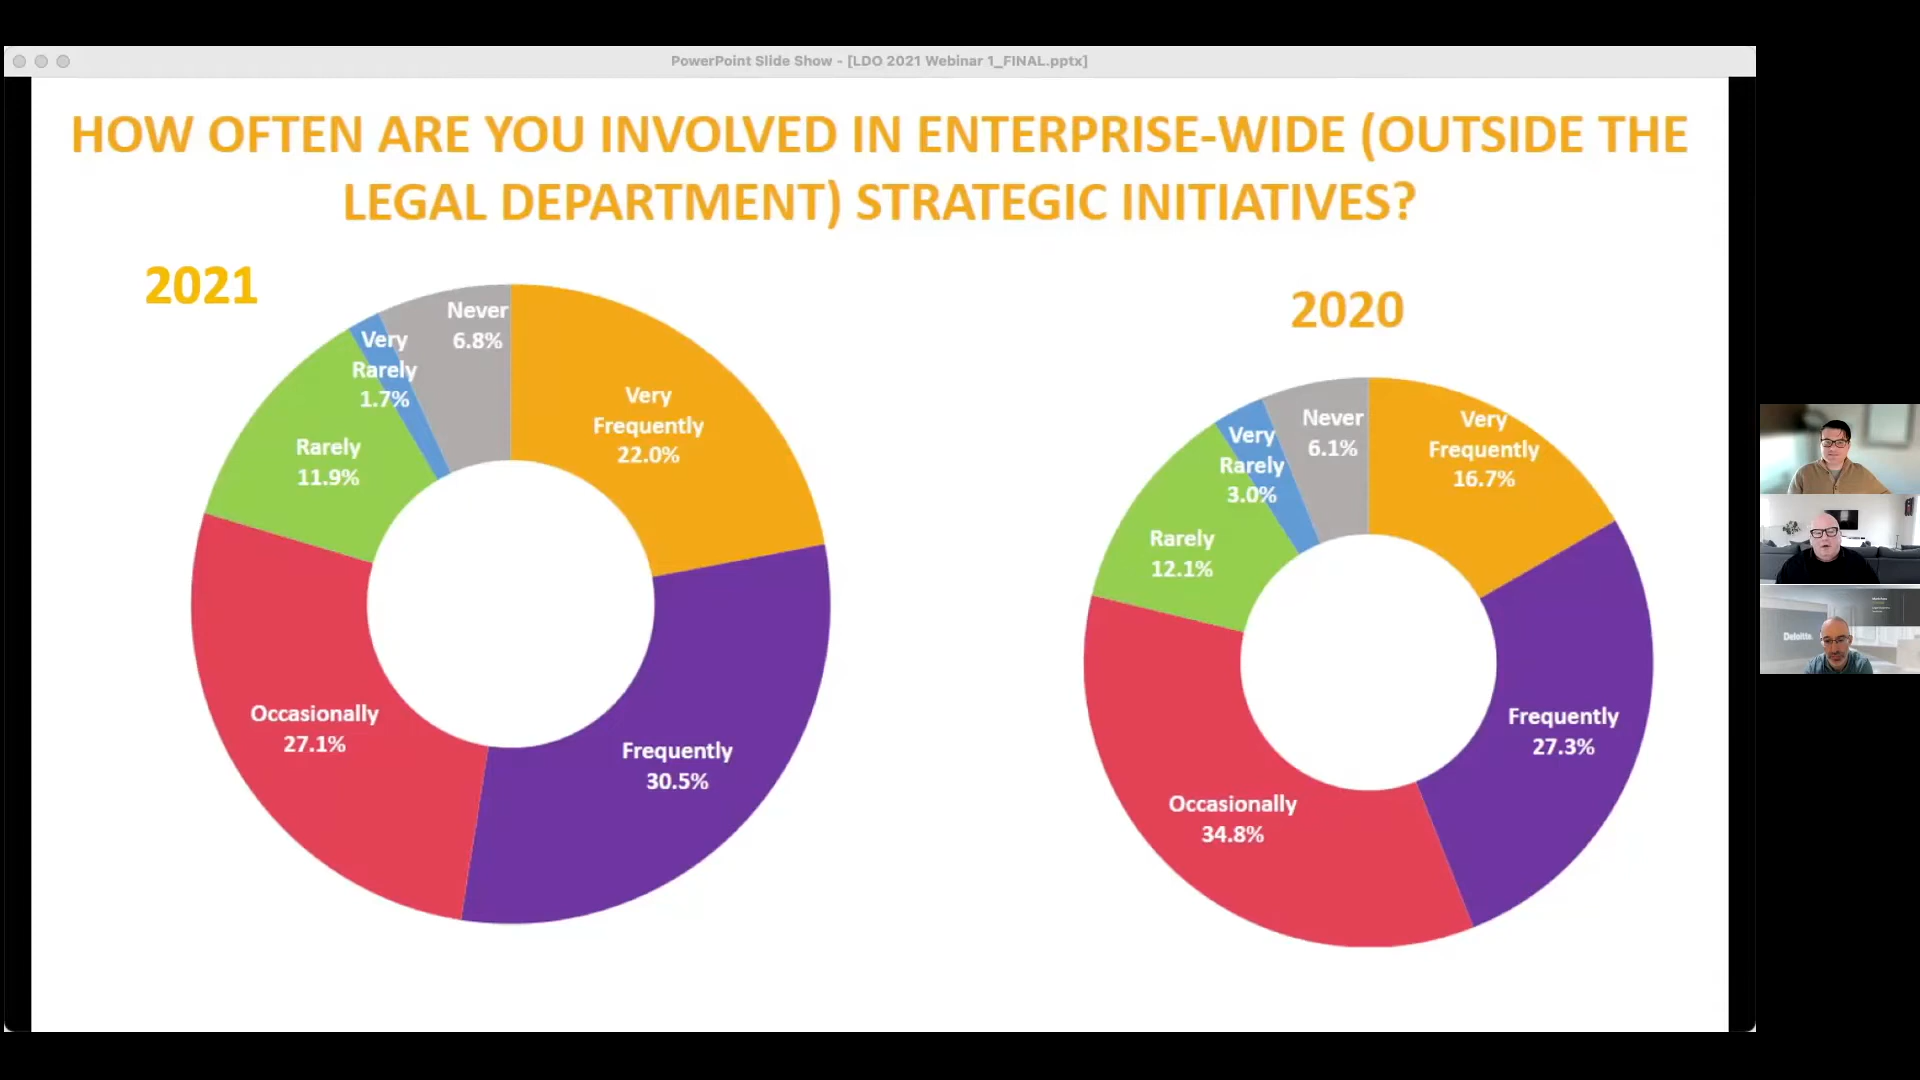 PowerPoint Slide Show - [LDO 2021 Webinar 1_FINAL.pptx]
HOW OFTEN ARE YOU INVOLVED IN ENTERPRISE-WIDE (OUTSIDE THE
LEGAL DEPARTMENT) STRATEGIC INITIATIVES?
2021
Never
6.8%
Very
Rarely
1.7%
Very
Frequently
22.0%
Rarely
11.9%
Occasionally
27.1%
Frequently
30.5%
2020
Never
6.1%
Very
Rarely
3.0%
Very
Frequently
16.7%
Rarely
12.1%
Frequently
27.3%
Occasionally
34.8%
Deloitte.